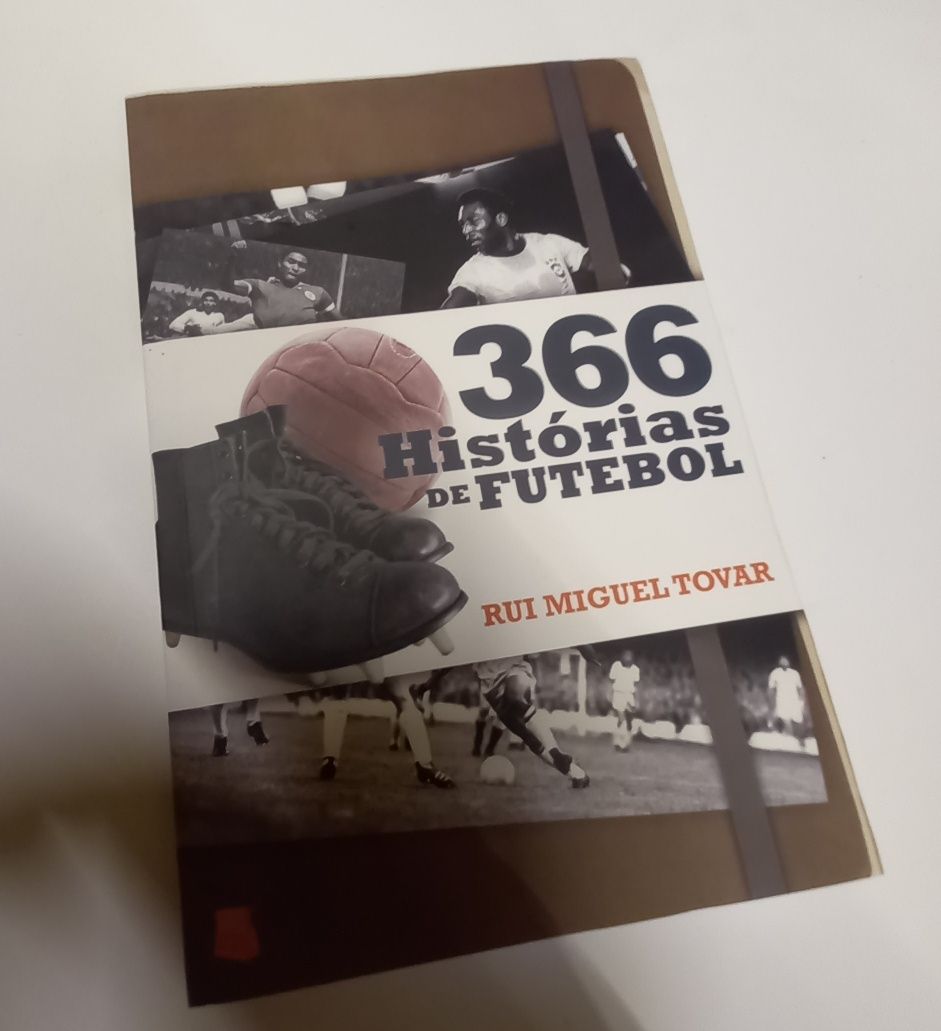 366
Histórias
DE FUTEBOL
RUI MIGUEL TOVAR